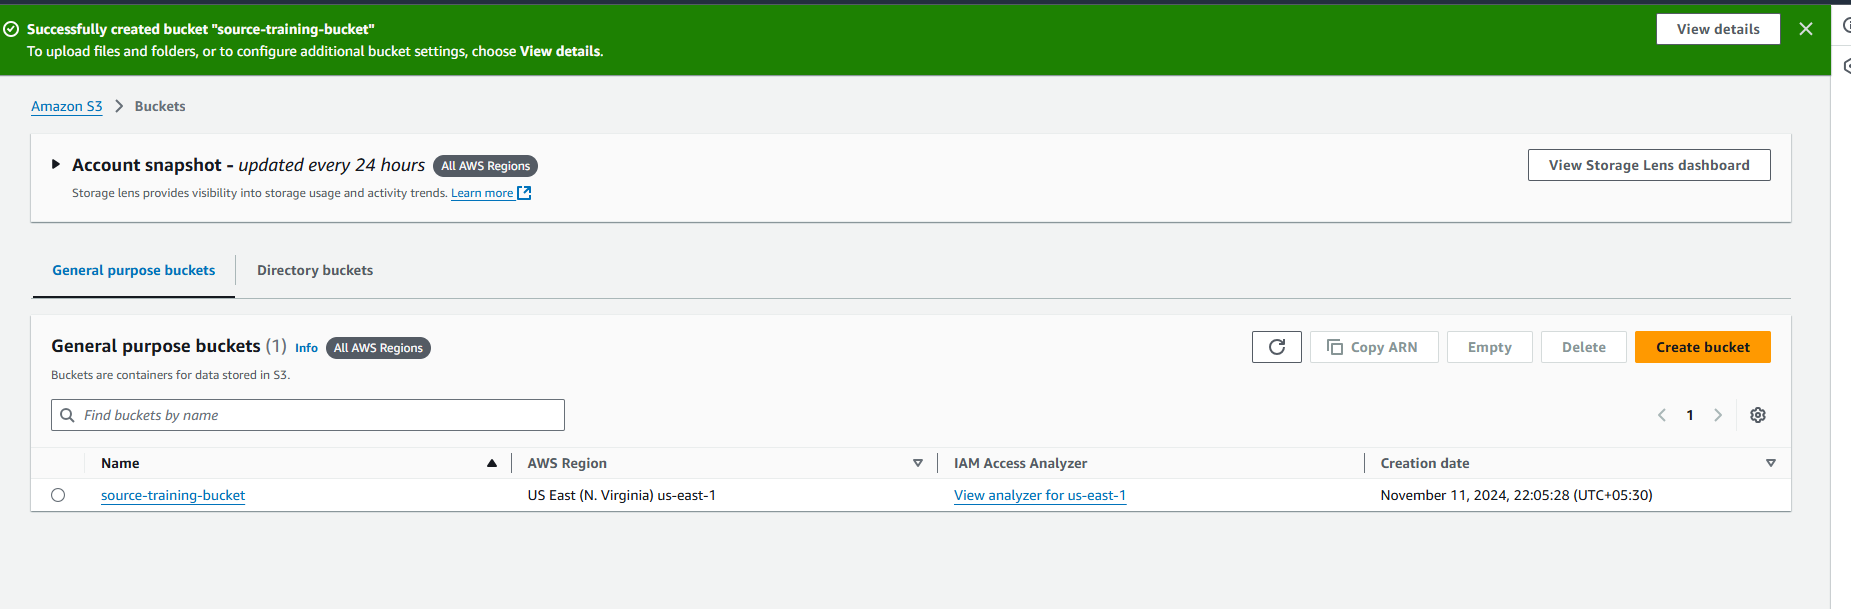 Successfully created bucket "source-training-bucket"
To upload files and folders, or to configure additional bucket settings, choose View details.
View details
Amazon S3 > Buckets
Account snapshot - updated every 24 hours All AWS Regions
Storage lens provides visibility into storage usage and activity trends. Learn more
View Storage Lens dashboard
General purpose buckets
Directory buckets
General purpose buckets (1) Info All AWS Regions
Buckets are containers for data stored in S3.
Copy ARN
Empty
Delete
Create bucket
Find buckets by name
1
Name AWS Region IAM Access Analyzer Creation date
source-training-bucket US East (N. Virginia) us-east-1 View analyzer for us-east-1 November 11, 2024, 22:05:28 (UTC+05:30)